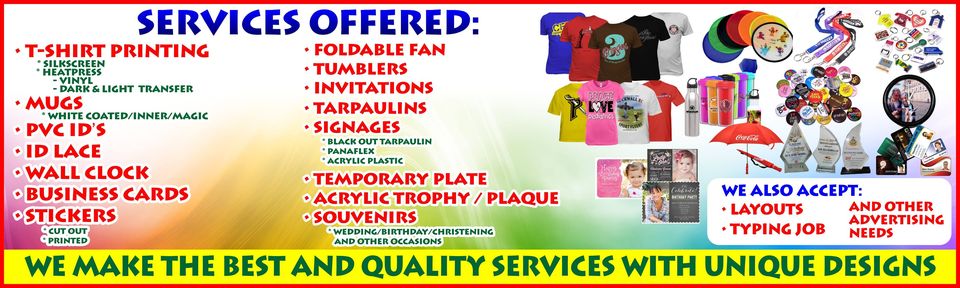 SERVICES OFFERED:
• T-SHIRT PRINTING
* SILKSCREEN
* HEATPRESS
- VINYL
- DARK & LIGHT TRANSFER
• MUGS
* WHITE COATED/INNER/MAGIC
• PVC ID'S
• ID LACE
• WALL CLOCK
• BUSINESS CARDS
• STICKERS
* CUT OUT
* PRINTED
• FOLDABLE FAN
• TUMBLERS
• INVITATIONS
• TARPAULINS
• SIGNAGES
* BLACK OUT TARPAULIN
* PANAFLEX
* ACRYLIC PLASTIC
• TEMPORARY PLATE
• ACRYLIC TROPHY / PLAQUE
• SOUVENIRS
* WEDDING/BIRTHDAY/CHRISTENING
AND OTHER OCCASIONS
LOVE
Coca-Cola
WE ALSO ACCEPT:
• LAYOUTS
• TYPING JOB
AND OTHER
ADVERTISING
NEEDS
WE MAKE THE BEST AND QUALITY SERVICES WITH UNIQUE DESIGNS